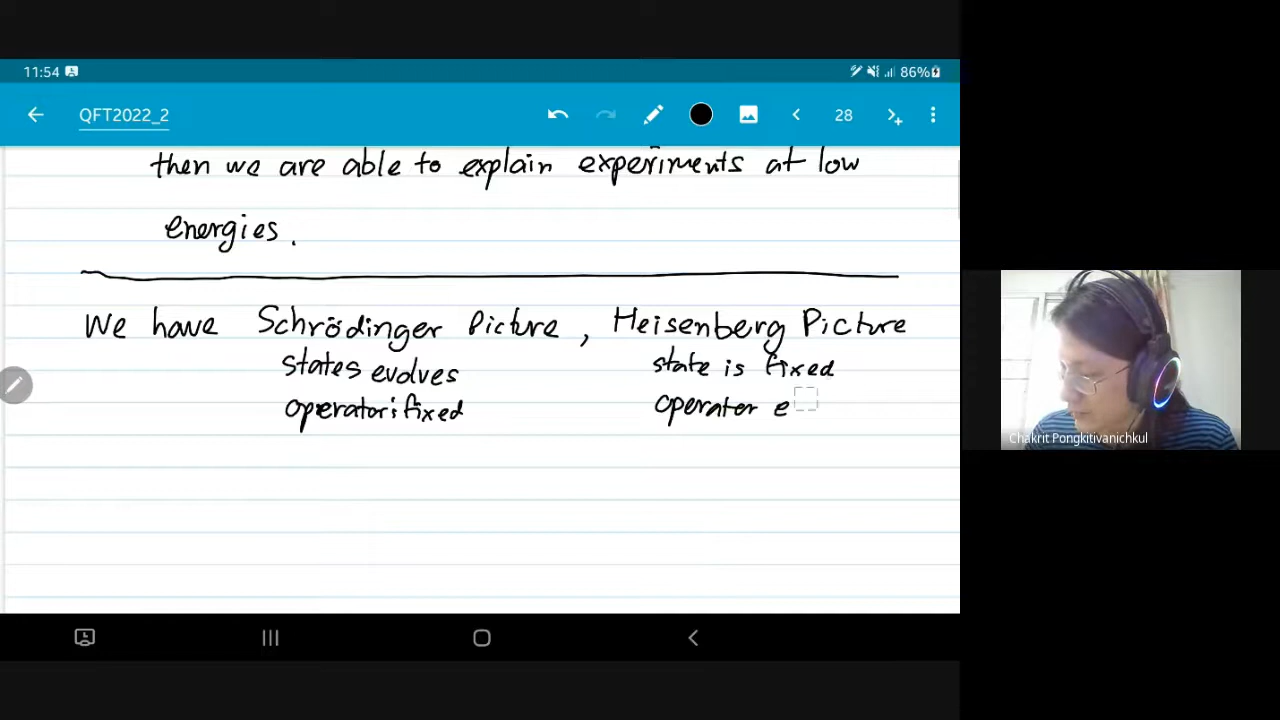 11:54 86%
QFT2022_2 28
then we are able to explain experiments at low
energies.
We have Schrödinger Picture, Heisenberg Picture
states evolves state is fixed
operator is fixed operator e
Chakrit Pongkitivanichkul